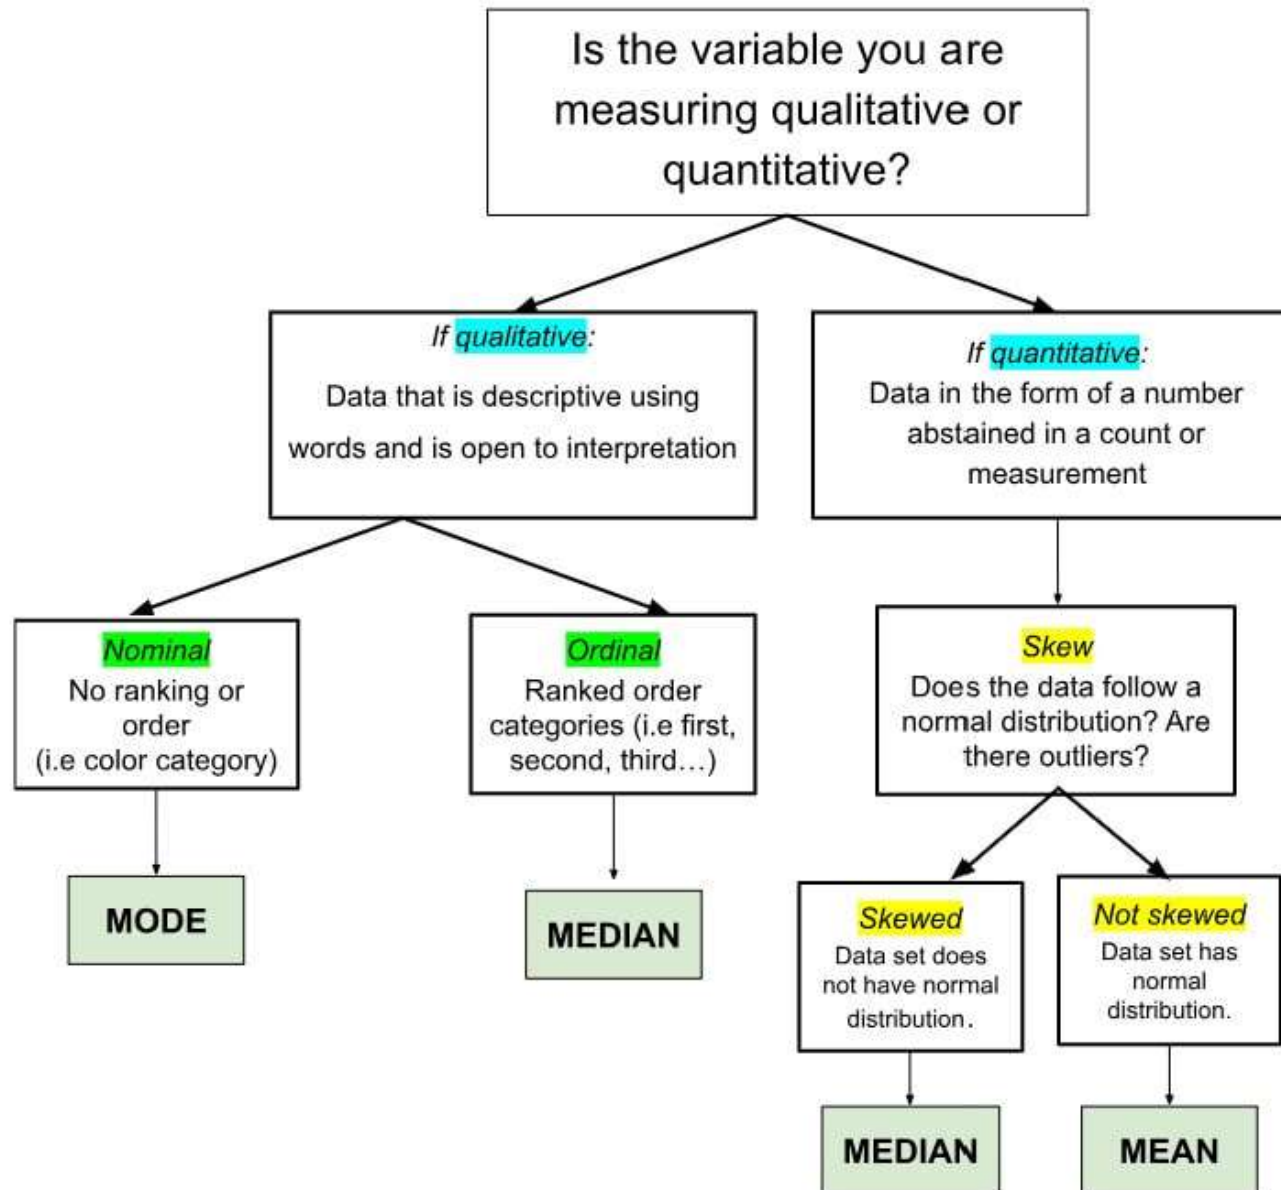 Is the variable you are
measuring qualitative or
quantitative?
If qualitative:
Data that is descriptive using
words and is open to interpretation
If quantitative:
Data in the form of a number
abstained in a count or
measurement
Nominal
No ranking or
order
(i.e color category)
Ordinal
Ranked order
categories (i.e first,
second, third...)
Skew
Does the data follow a
normal distribution? Are
there outliers?
MODE
MEDIAN
Skewed
Data set does
not have normal
distribution.
Not skewed
Data set has
normal
distribution.
MEDIAN
MEAN